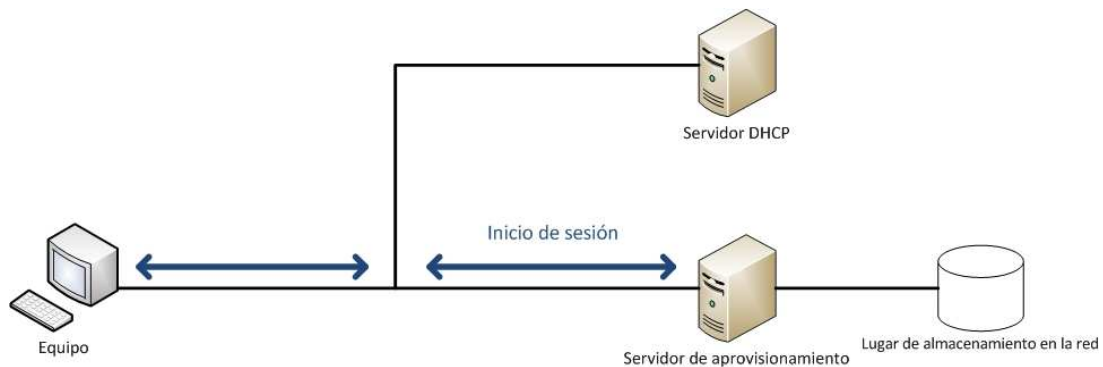 Servidor DHCP
Inicio de sesión
Equipo
Servidor de aprovisionamiento
Lugar de almacenamiento en la red